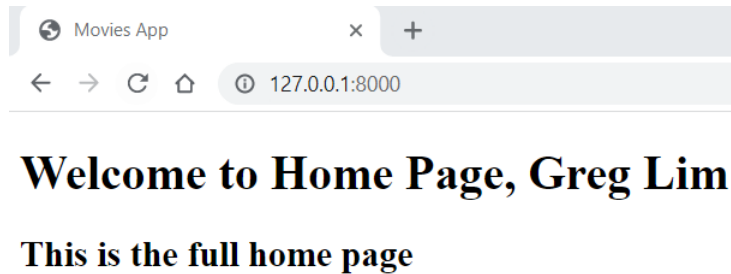 Movies App
127.0.0.1:8000
Welcome to Home Page, Greg Lim
This is the full home page